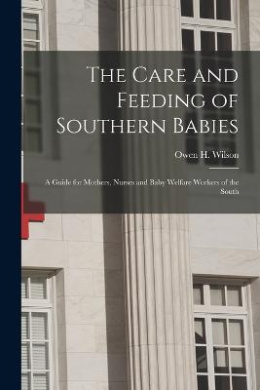 The Care and
Feeding of
Southern Babies
Owen H. Wilson
A Guide for Mothers, Nurses and Baby Welfare Workers of the
South